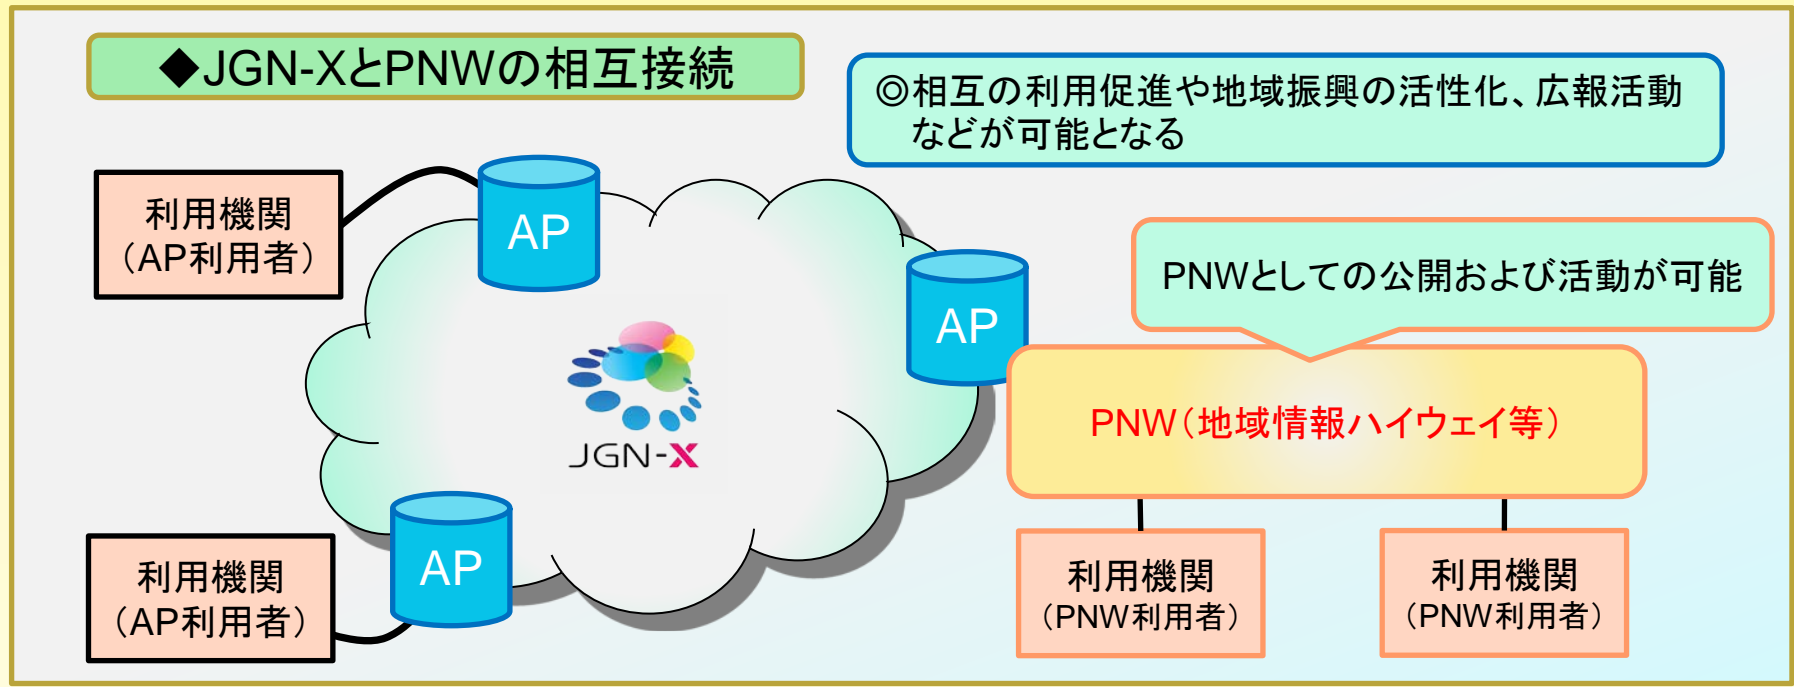 ◆JGN-XとPNWの相互接続
◎相互の利用促進や地域振興の活性化、広報活動
などが可能となる
利用機関
（AP利用者）
AP
AP
PNWとしての公開および活動が可能
JGN-X
PNW（地域情報ハイウェイ等）
利用機関
（AP利用者）
AP
利用機関
（PNW利用者）
利用機関
（PNW利用者）